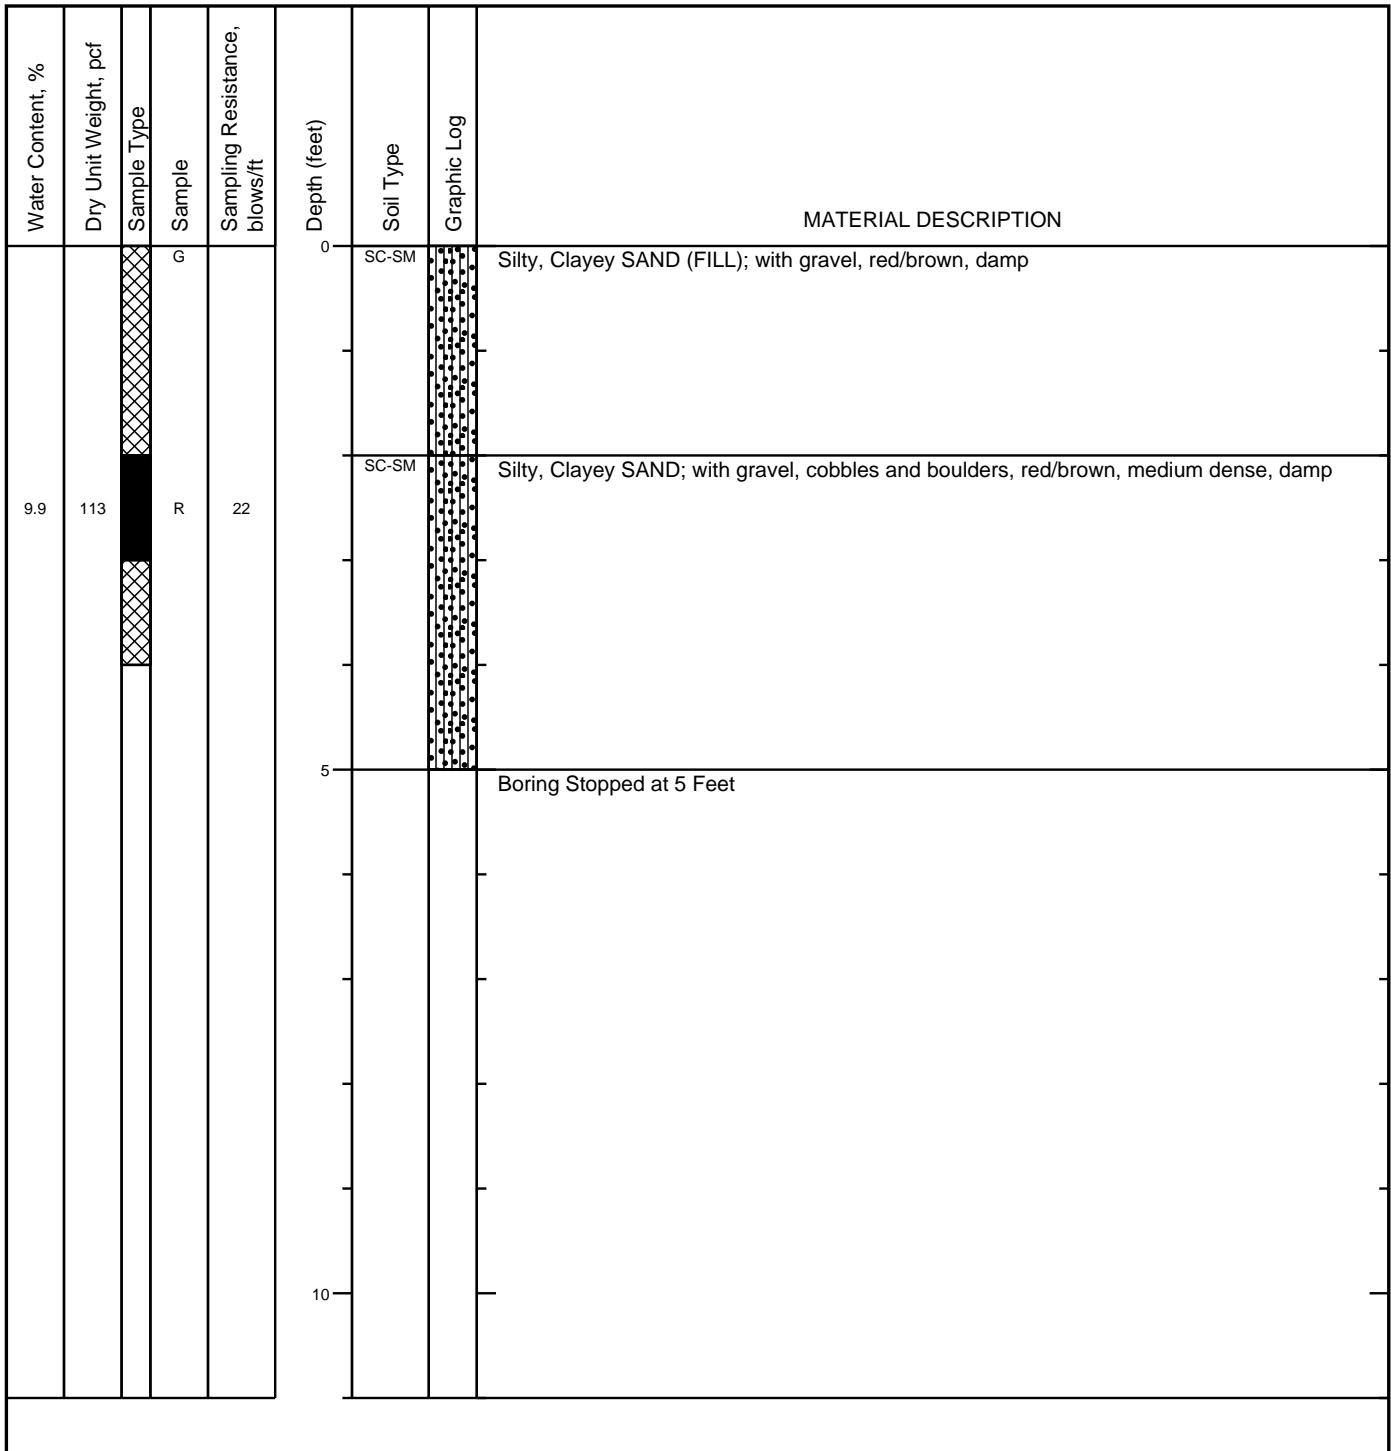 Water Content, %
Dry Unit Weight, pcf
Sample Type
Sample
Sampling Resistance,
blows/ft
Depth (feet)
Soil Type
Graphic Log
MATERIAL DESCRIPTION
0
G
SC-SM
Silty, Clayey SAND (FILL); with gravel, red/brown, damp
SC-SM
Silty, Clayey SAND; with gravel, cobbles and boulders, red/brown, medium dense, damp
9.9
113
R
22
5
Boring Stopped at 5 Feet
10